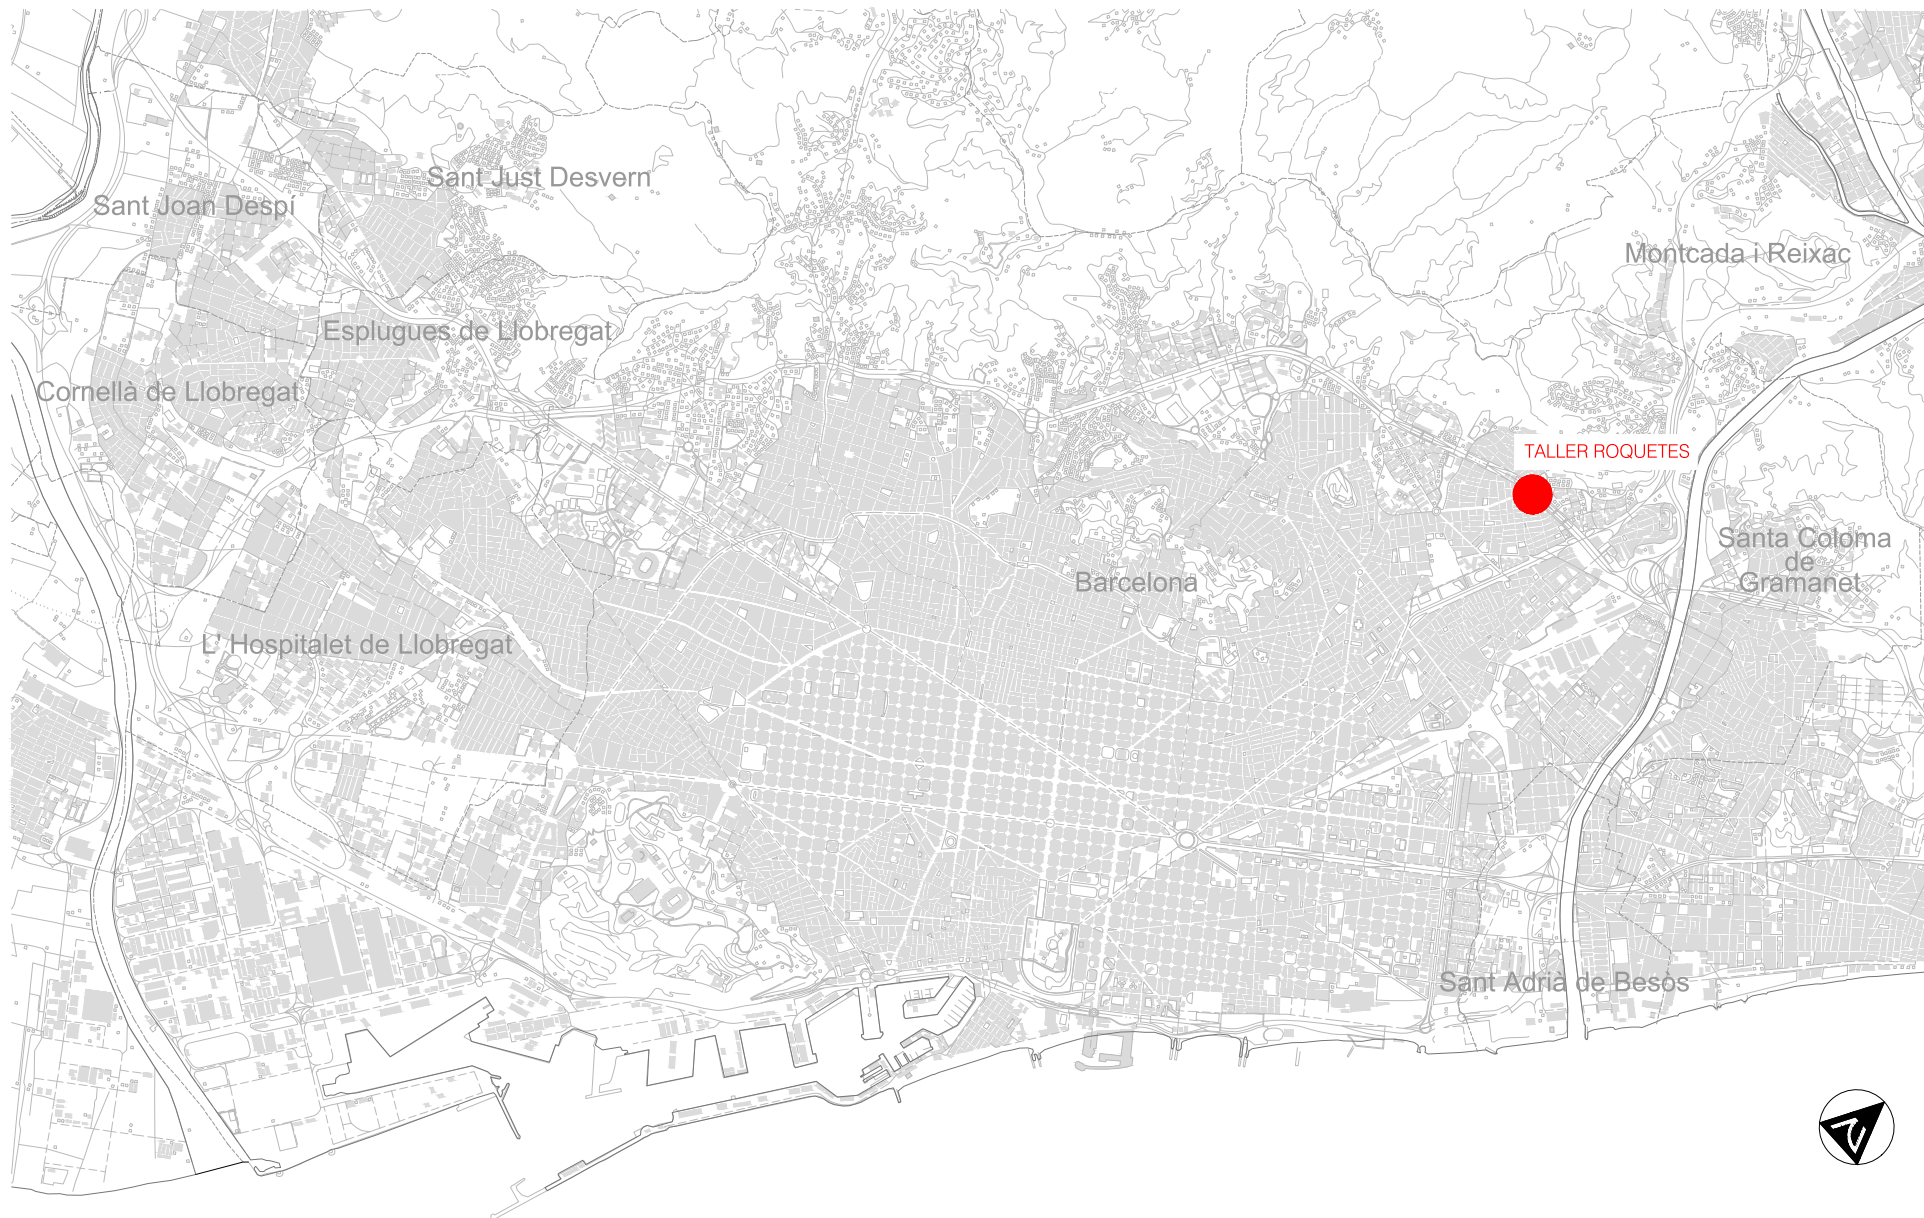 Sant Just Desvern
Sant Joan Despí
Montcada i Reixac
Esplugues de Llobregat
Cornellà de Llobregat
TALLER ROQUETES
Santa Coloma
de
Gramanet
Barcelona
L' Hospitalet de Llobregat
Sant Adrià de Besòs